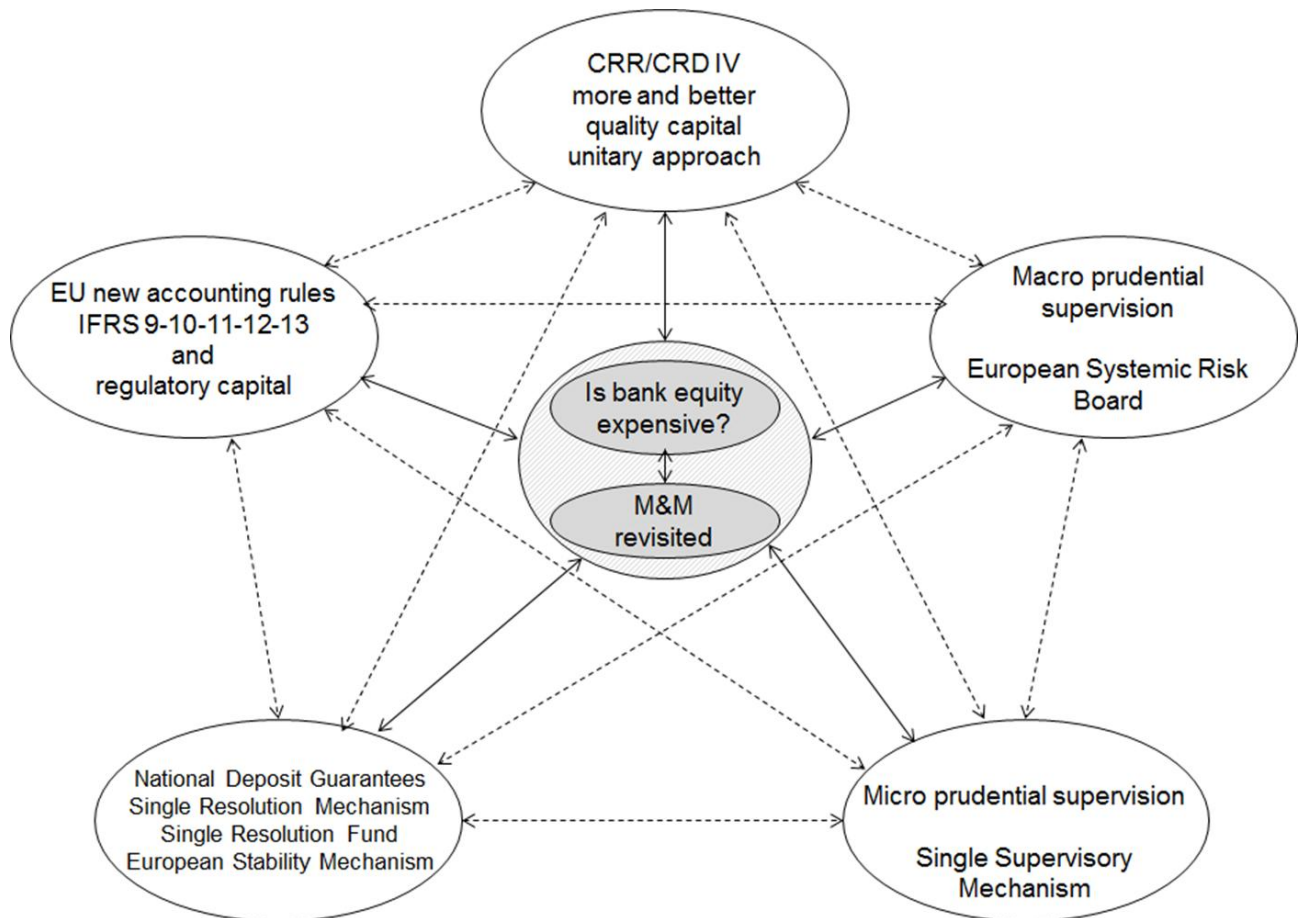 CRR/CRD IV
more and better
quality capital
unitary approach
EU new accounting rules
IFRS 9-10-11-12-13
and
regulatory capital
Macro prudential
supervision
European Systemic Risk
Board
Is bank equity
expensive?
M&M
revisited
National Deposit Guarantees
Single Resolution Mechanism
Single Resolution Fund
European Stability Mechanism
Micro prudential supervision
Single Supervisory
Mechanism